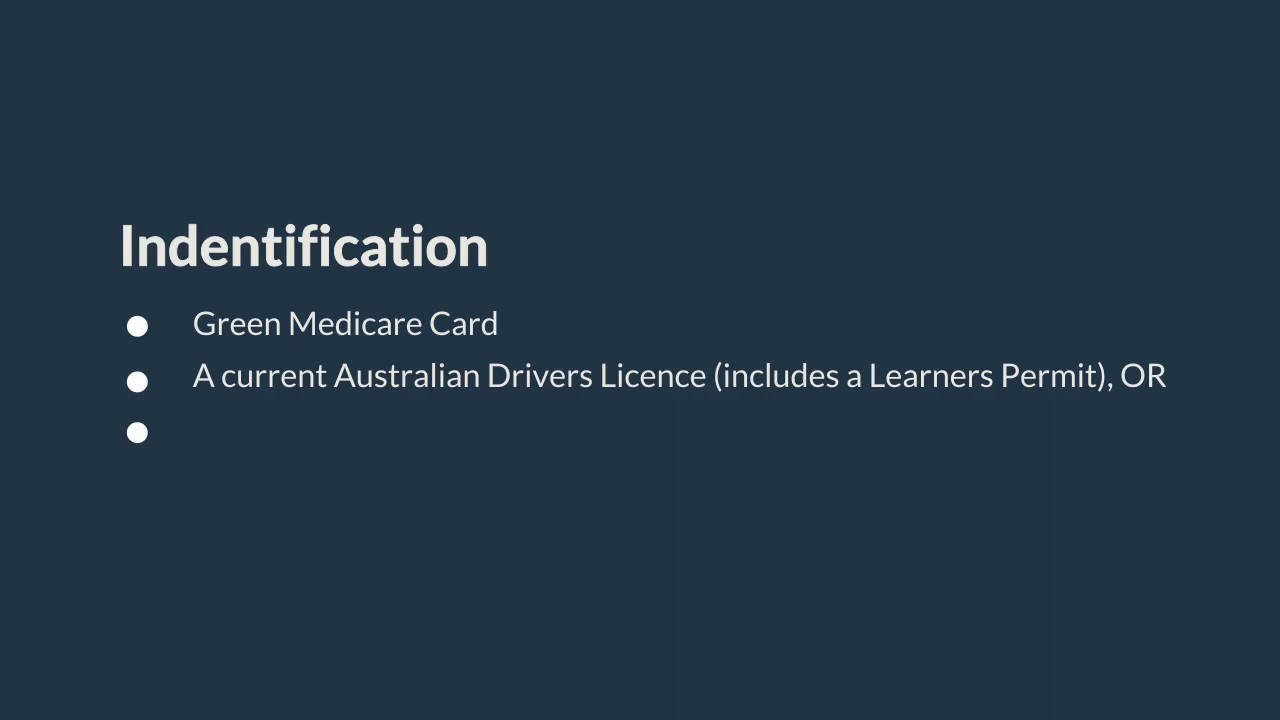 Indentification
● Green Medicare Card
● A current Australian Drivers Licence (includes a Learners Permit), OR
●